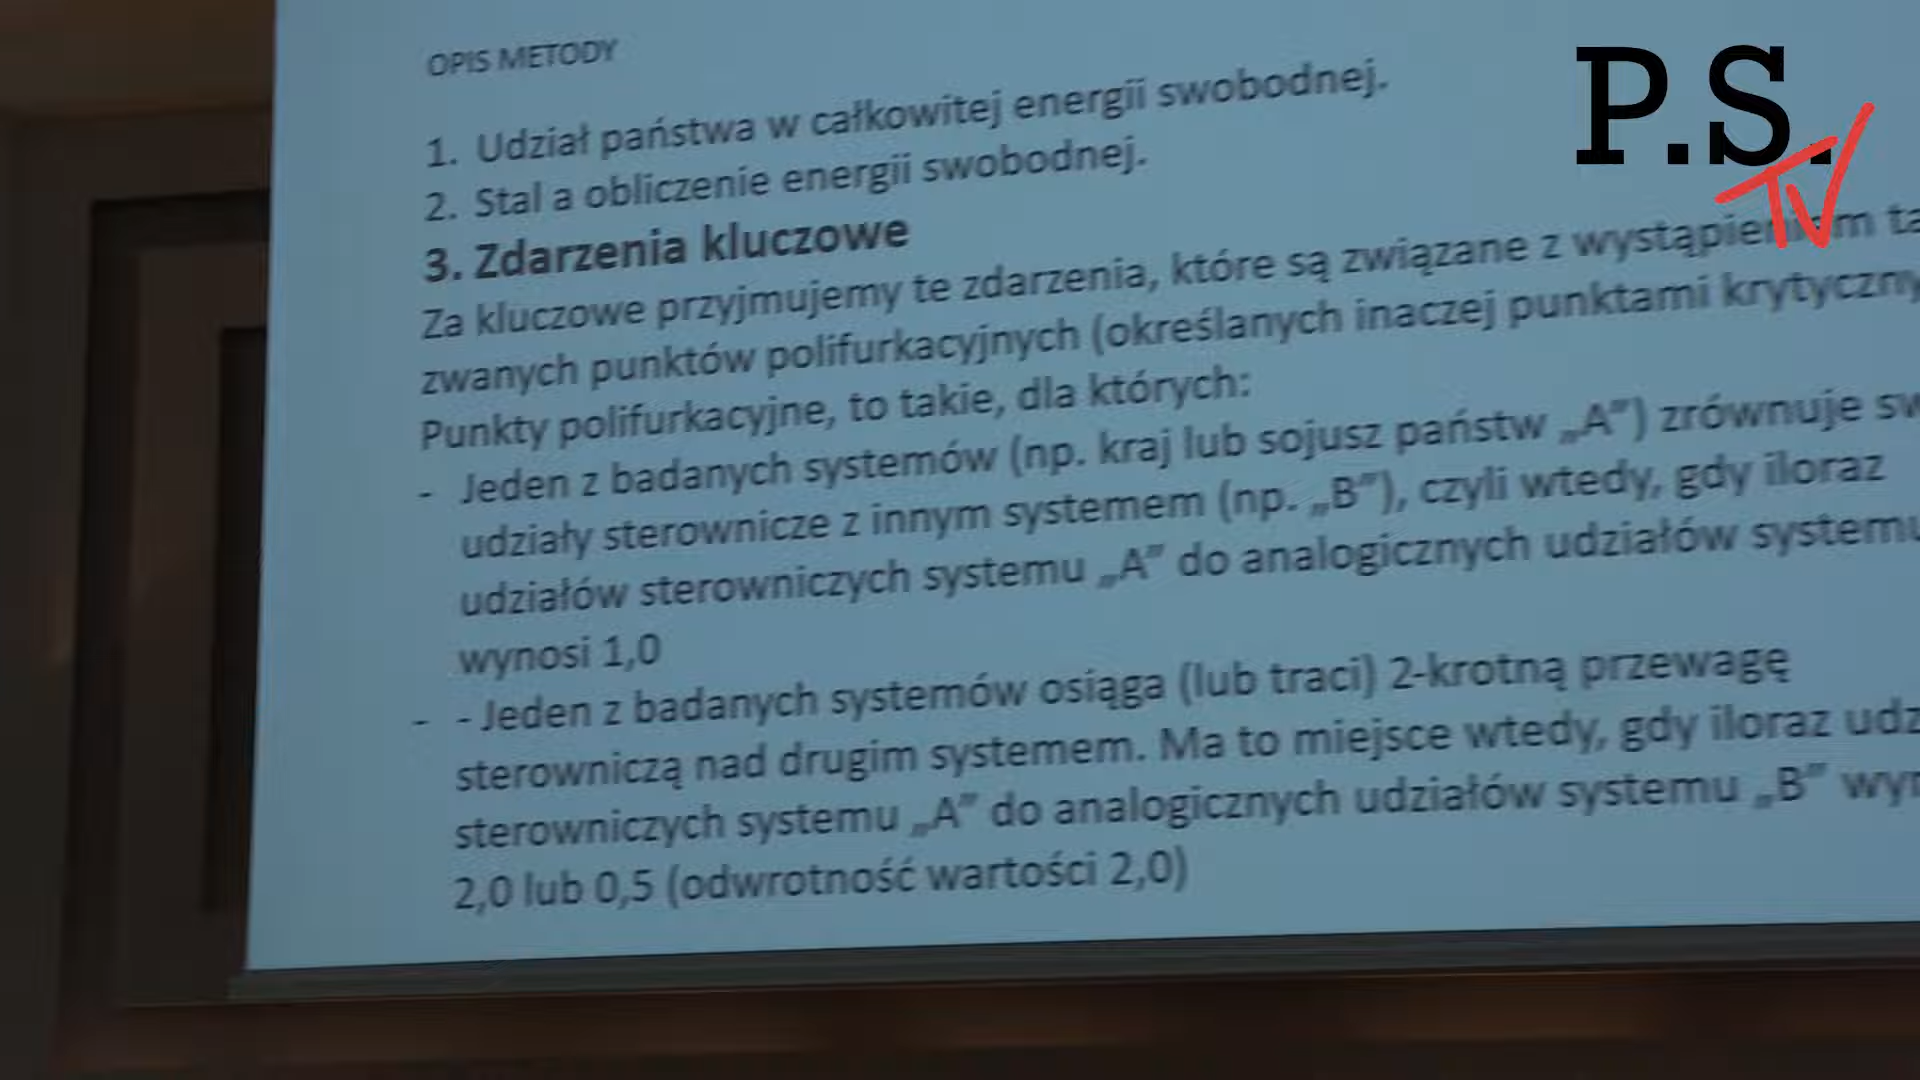 OPIS METODY
1. Udział państwa w całkowitej energii swobodnej.
2. Stal a obliczenie energii swobodnej.
3. Zdarzenia kluczowe
Za kluczowe przyjmujemy te zdarzenia, które są związane z
zwanych punktów polifurkacyjnych (określanych inaczej punktami
Punkty polifurkacyjne, to takie, dla których:
- Jeden z badanych systemów (np. kraj lub sojusz państw „A”) zrównuje
udziały sterownicze z innym systemem (np. „B”), czyli wtedy, gdy iloraz
udziałów sterowniczych systemu „A” do analogicznych udziałów
wynosi 1,0
- - Jeden z badanych systemów osiąga (lub traci) 2-krotną przewagę
sterowniczą nad drugim systemem. Ma to miejsce wtedy, gdy iloraz
sterowniczych systemu „A” do analogicznych udziałów systemu „B”
2,0 lub 0,5 (odwrotność wartości 2,0)
P.S.
TV